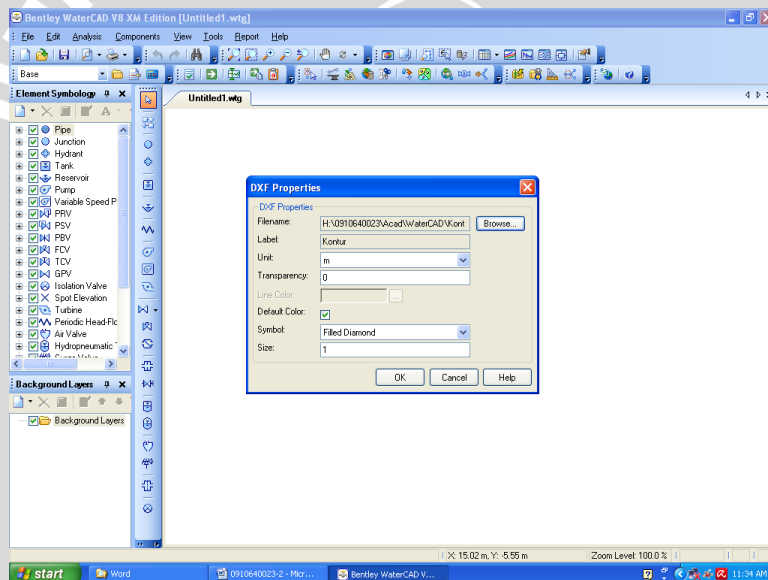 Bentley WaterCAD V8 XM Edition [Untitled1.wtg]
File Edit Analysis Components View Tools Report Help
Base
Element Symbology
Untitled1.wtg
A
Pipe
Junction
Hydrant
Tank
Reservoir
Pump
Variable Speed P
PRV
PSV
PBV
FCV
TCV
GPV
Isolation Valve
Spot Elevation
Turbine
Periodic Head-Flo
Air Valve
Hydropneumatic
Background Layers
Background Layers
DXF Properties
DXF Properties
Filename: H:\0910640023\Acad\WaterCAD\Kont Browse...
Label: Kontur
Unit: m
Transparency: 0
Line Color ...
Default Color:
Symbol: Filled Diamond
Size: 1
OK Cancel Help
X: 15.02 m, Y: -5.55 m Zoom Level: 100.0 %
start Word 0910640023-2 - Micr... Bentley WaterCAD V... 11:34 AM